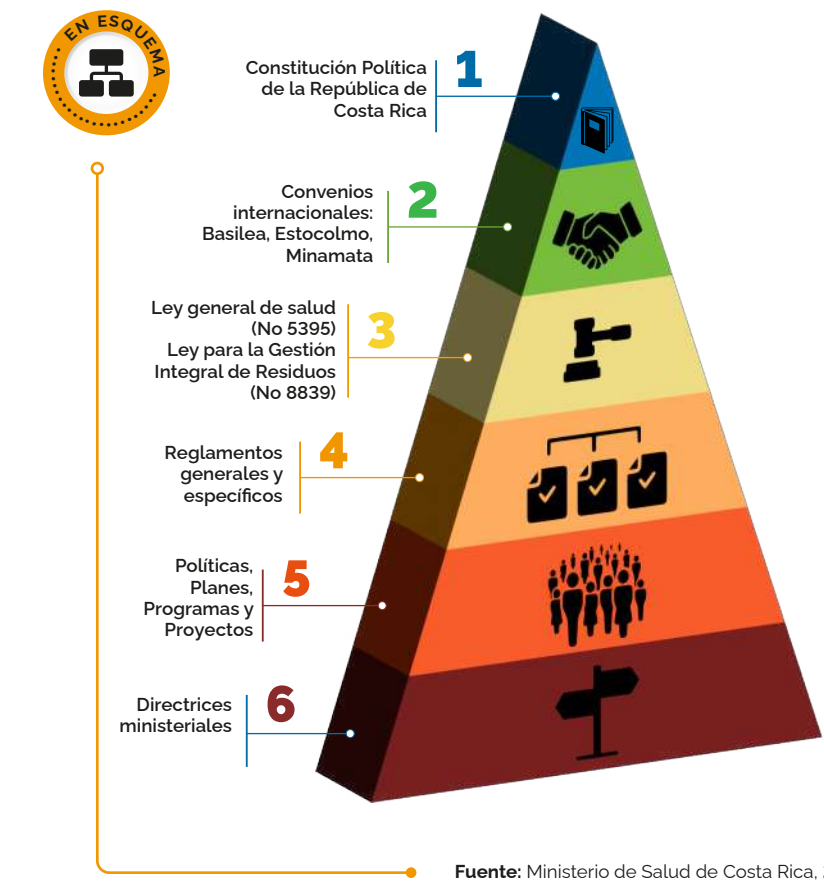 EN ESQUEMA
1
Constitución Política
de la República de
Costa Rica
2
Convenios
internacionales:
Basilea, Estocolmo,
Minamata
3
Ley general de salud
(No 5395)
Ley para la Gestión
Integral de Residuos
(No 8839)
4
Reglamentos
generales y
específicos
5
Políticas,
Planes,
Programas y
Proyectos
6
Directrices
ministeriales
Fuente: Ministerio de Salud de Costa Rica,